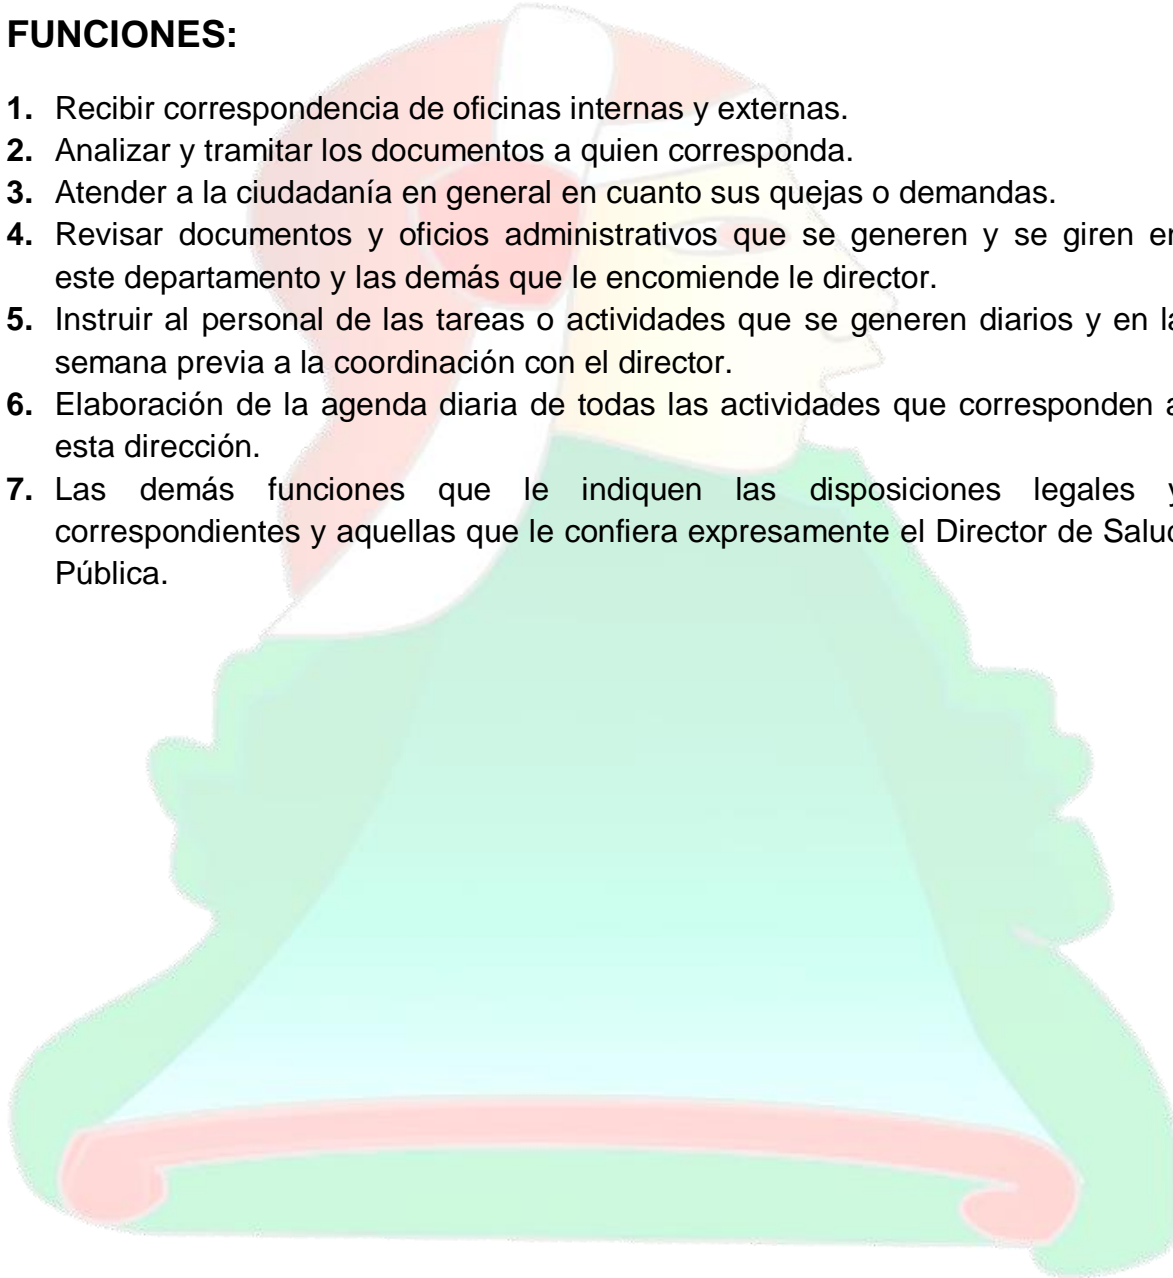 FUNCIONES:
1. Recibir correspondencia de oficinas internas y externas.
2. Analizar y tramitar los documentos a quien corresponda.
3. Atender a la ciudadanía en general en cuanto sus quejas o demandas.
4. Revisar documentos y oficios administrativos que se generen y se giren en
este departamento y las demás que le encomiende le director.
5. Instruir al personal de las tareas o actividades que se generen diarios y en la
semana previa a la coordinación con el director.
6. Elaboración de la agenda diaria de todas las actividades que corresponden a
esta dirección.
7. Las demás funciones que le indiquen las disposiciones legales y
correspondientes y aquellas que le confiera expresamente el Director de Salud
Pública.